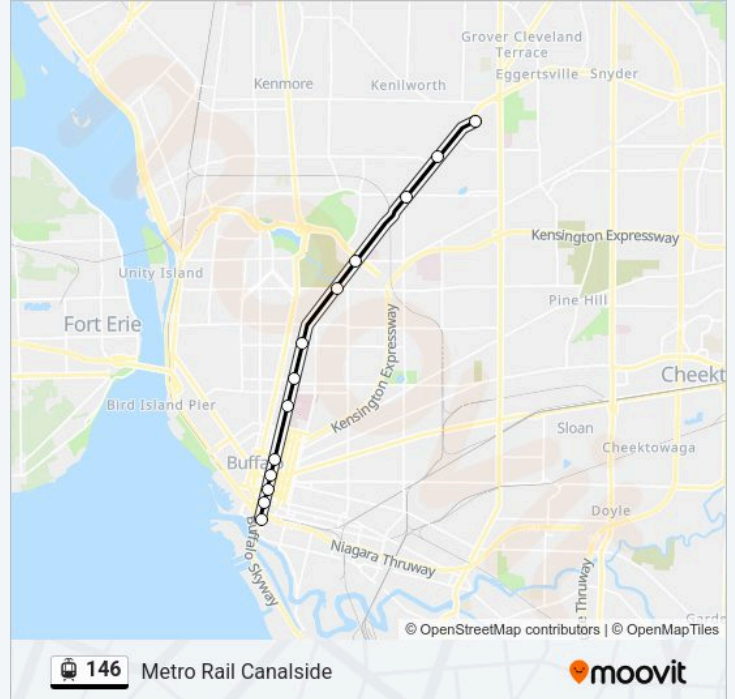 Grover Cleveland
Terrace
Eggertsville
Snyder
Kenmore
Kenilworth
Kensington Expressway
Unity Island
Pine Hill
Fort Erie
Kensington Expressway
Cheekt
Bird Island Pier
Sloan
Cheektowaga
Buffalo
Doyle
Buffalo Skyway
Niagara Thruway
e Thruway
Garde
© OpenStreetMap contributors | © OpenMapTiles
146 Metro Rail Canalside
moovit